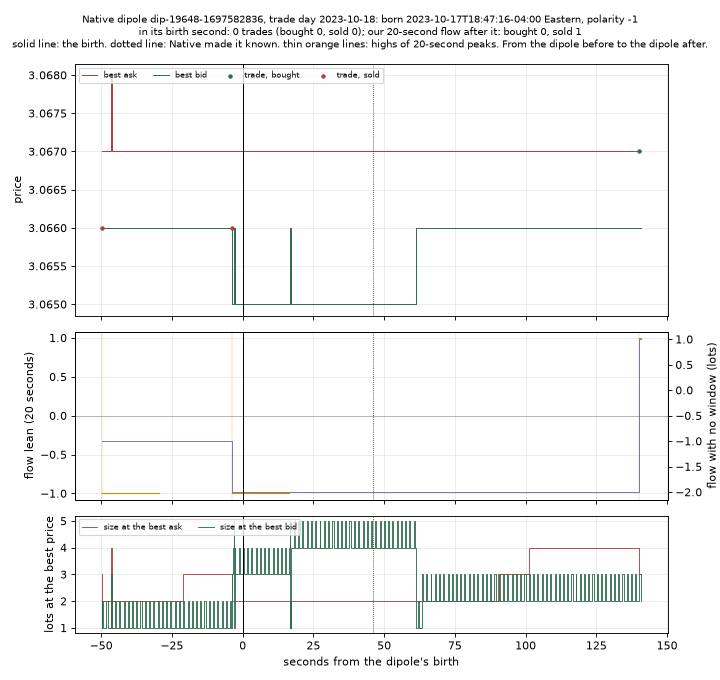 Native dipole dip-19648-1697582836, trade day 2023-10-18: born 2023-10-17T18:47:16-04:00 Eastern, polarity -1
in its birth second: 0 trades (bought 0, sold 0); our 20-second flow after it: bought 0, sold 1
solid line: the birth. dotted line: Native made it known. thin orange lines: highs of 20-second peaks. From the dipole before to the dipole after.
best ask best bid trade, bought trade, sold
3.0680
3.0675
3.0670
3.0665
3.0660
3.0655
3.0650
price
1.0
0.5
0.0
−0.5
−1.0
flow lean (20 seconds)
1.0
0.5
0.0
−0.5
−1.0
−1.5
−2.0
flow with no window (lots)
size at the best ask size at the best bid
5
4
3
2
1
lots at the best price
−50 −25 0 25 50 75 100 125 150
seconds from the dipole's birth